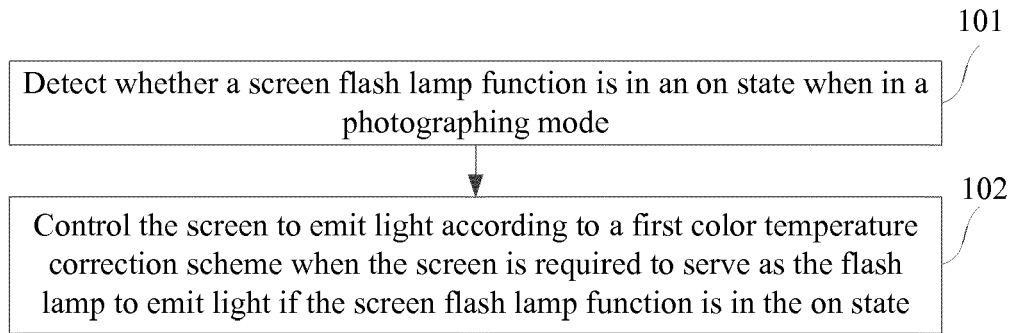 101
Detect whether a screen flash lamp function is in an on state when in a
photographing mode
102
Control the screen to emit light according to a first color temperature
correction scheme when the screen is required to serve as the flash
lamp to emit light if the screen flash lamp function is in the on state